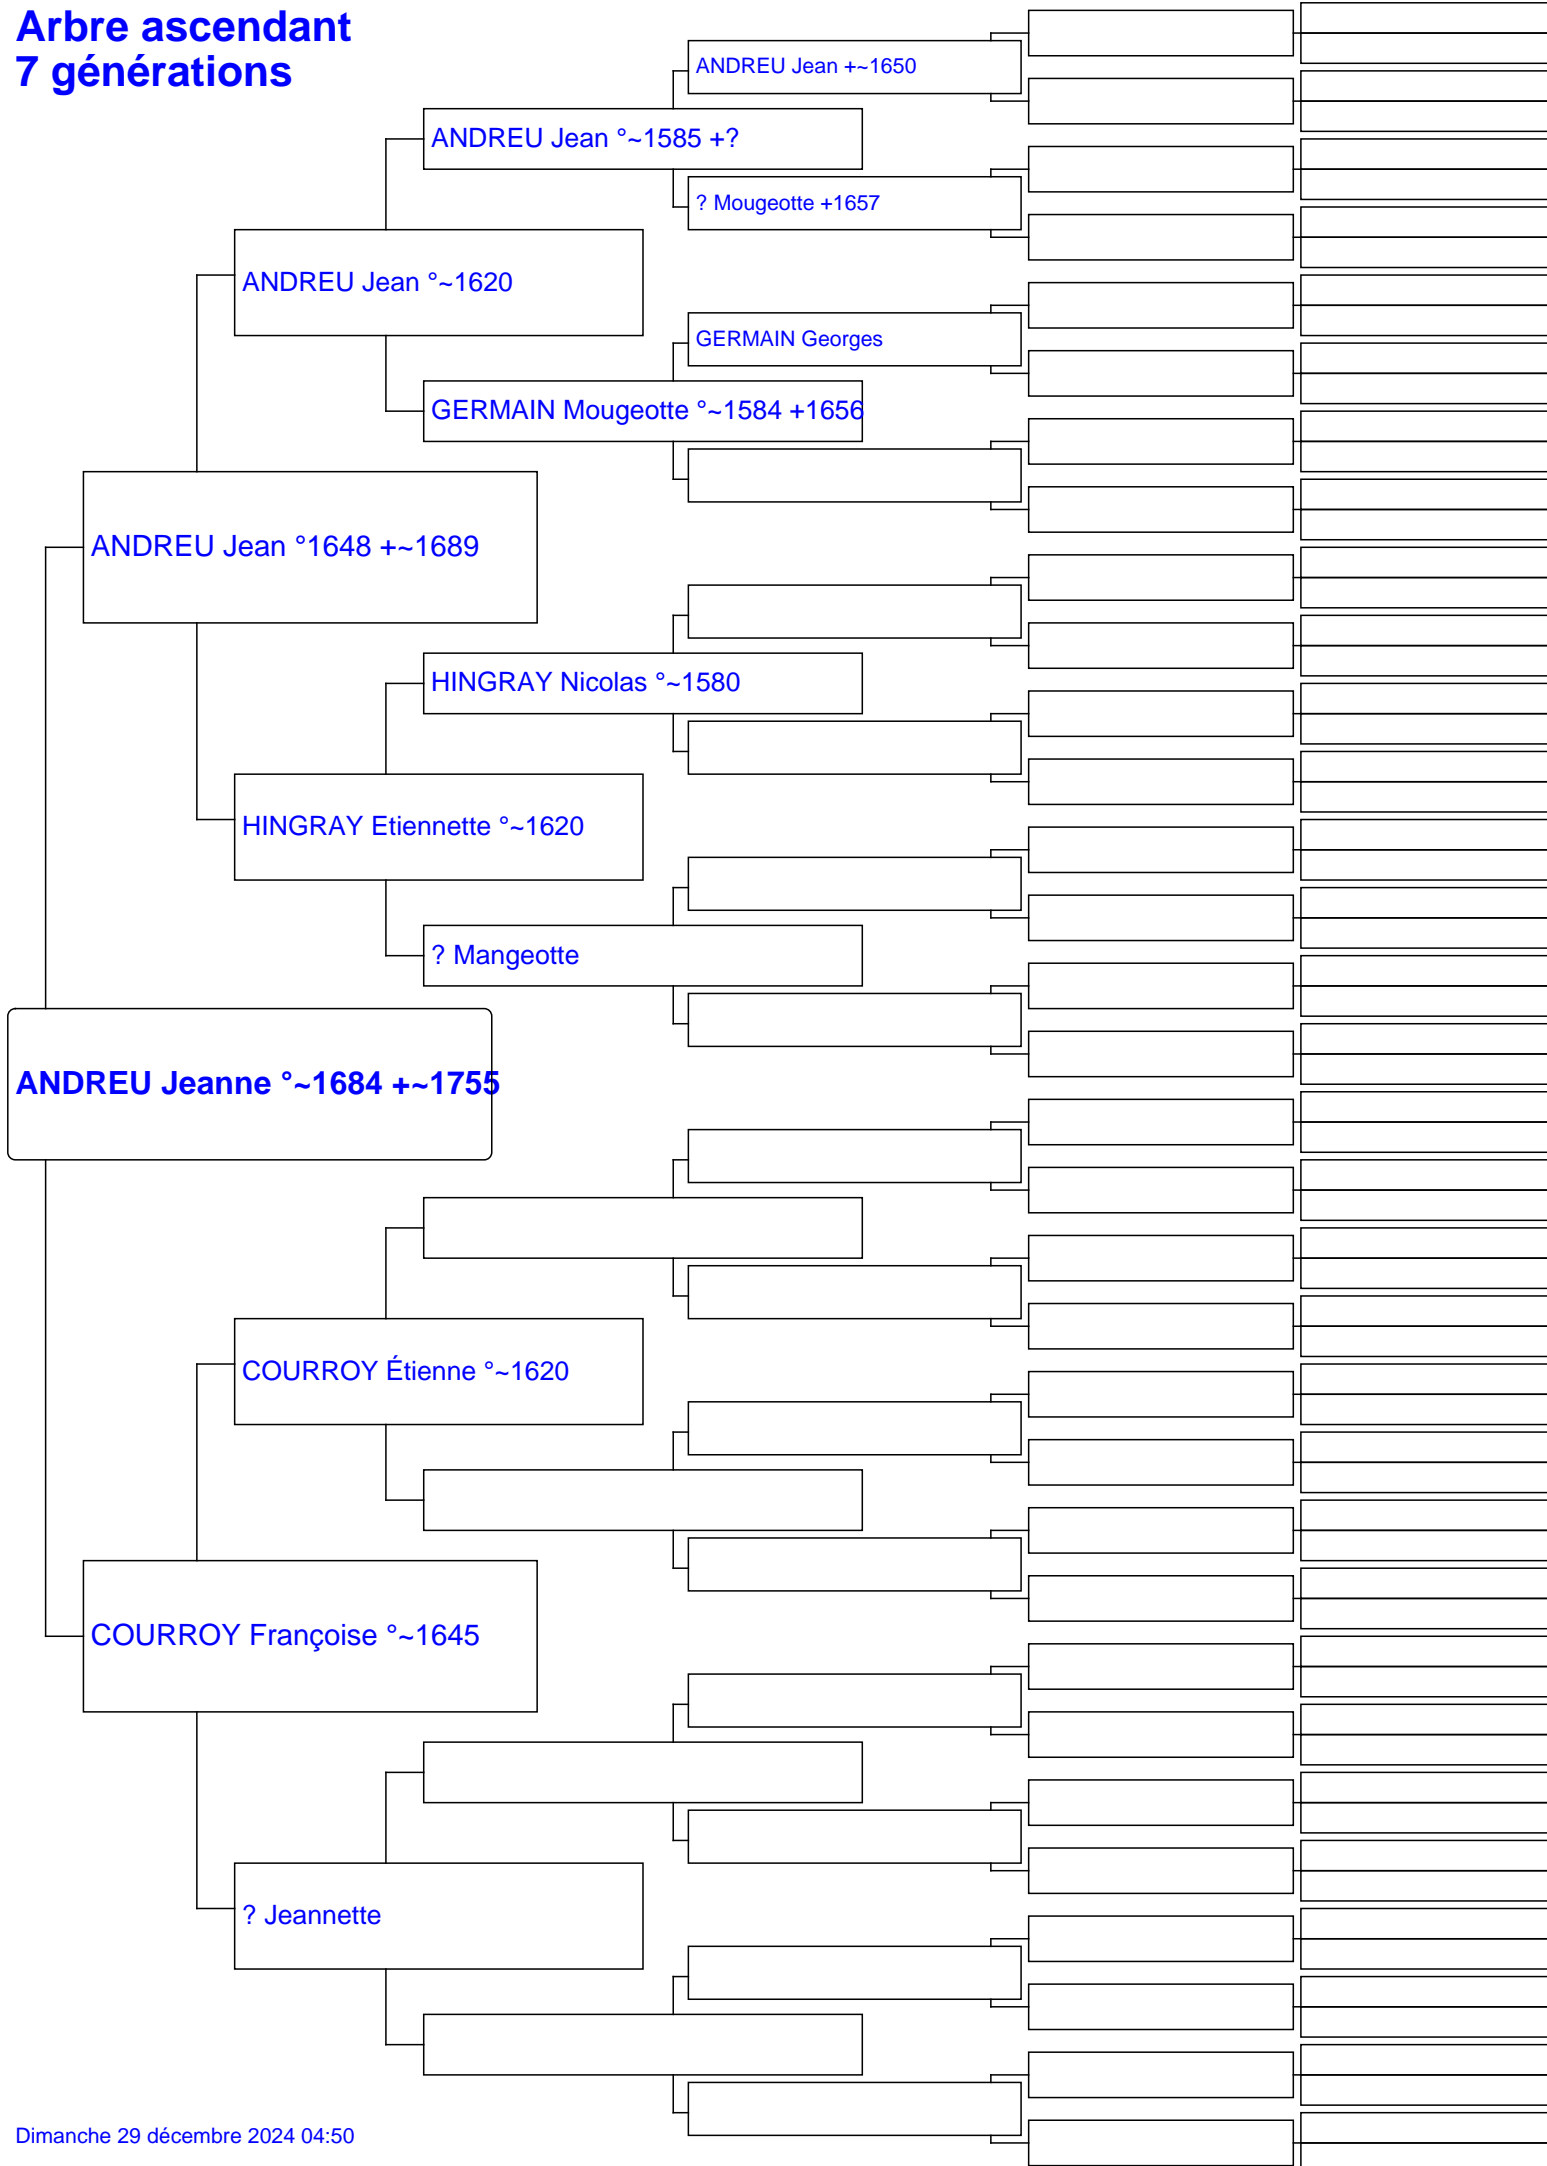 Arbre ascendant
7 générations
ANDREU Jean +~1650
ANDREU Jean °~1585 +?
? Mougeotte +1657
ANDREU Jean °~1620
GERMAIN Georges
GERMAIN Mougeotte °~1584 +1656
ANDREU Jean °1648 +~1689
HINGRAY Nicolas °~1580
HINGRAY Etiennette °~1620
? Mangeotte
ANDREU Jeanne °~1684 +~1755
COURROY Étienne °~1620
COURROY Françoise °~1645
? Jeannette
Dimanche 29 décembre 2024 04:50